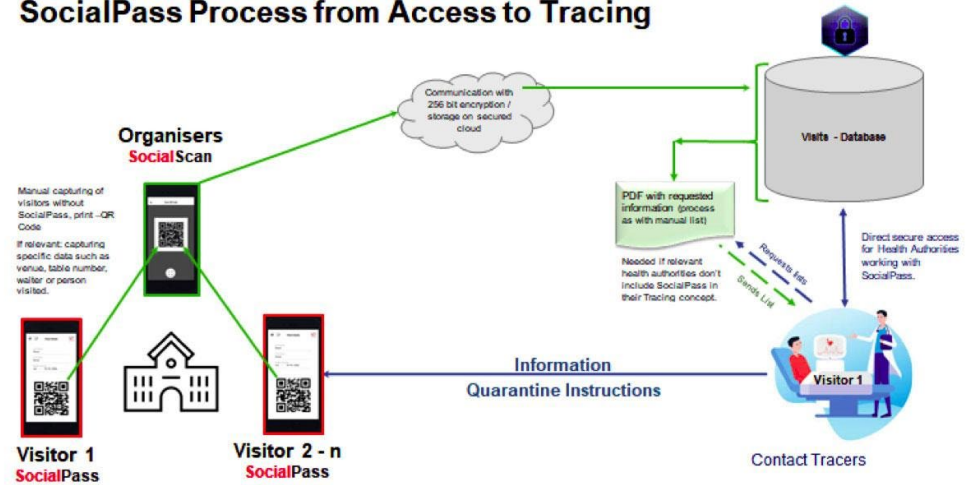 SocialPass Process from Access to Tracing
Communication with
256 bit encryption /
storage on secured
cloud
Visits - Database
Organisers
SocialScan
Manual capturing of
visitors without
SocialPass, print –QR
Code
If relevant: capturing
specific data such as
venue, table number,
waiter or person
visited.
PDF with requested
information (process
as with manual list)
Needed if relevant
health authorities don't
include SocialPass in
their Tracing concept.
Requests lists
Sends List
Direct secure access
for Health Authorities
working with
SocialPass.
Information
Quarantine Instructions
Visitor 1
Contact Tracers
Visitor 1
SocialPass
Visitor 2 - n
SocialPass